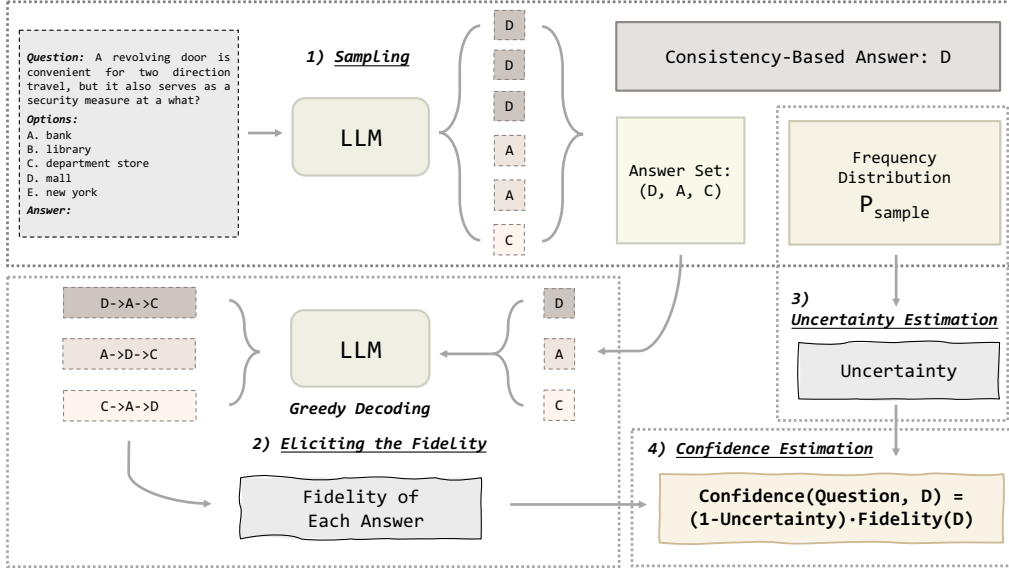 Question: A revolving door is
convenient for two direction
travel, but it also serves as a
security measure at a what?
Options:
A. bank
B. library
C. department store
D. mall
E. new york
Answer:
1) Sampling
LLM
D
D
D
A
A
C
Consistency-Based Answer: D
Answer Set:
(D, A, C)
Frequency
Distribution
Psample
3)
Uncertainty Estimation
Uncertainty
D->A->C
A->D->C
C->A->D
LLM
Greedy Decoding
D
A
C
2) Eliciting the Fidelity
Fidelity of
Each Answer
4) Confidence Estimation
Confidence(Question, D) =
(1-Uncertainty)·Fidelity(D)